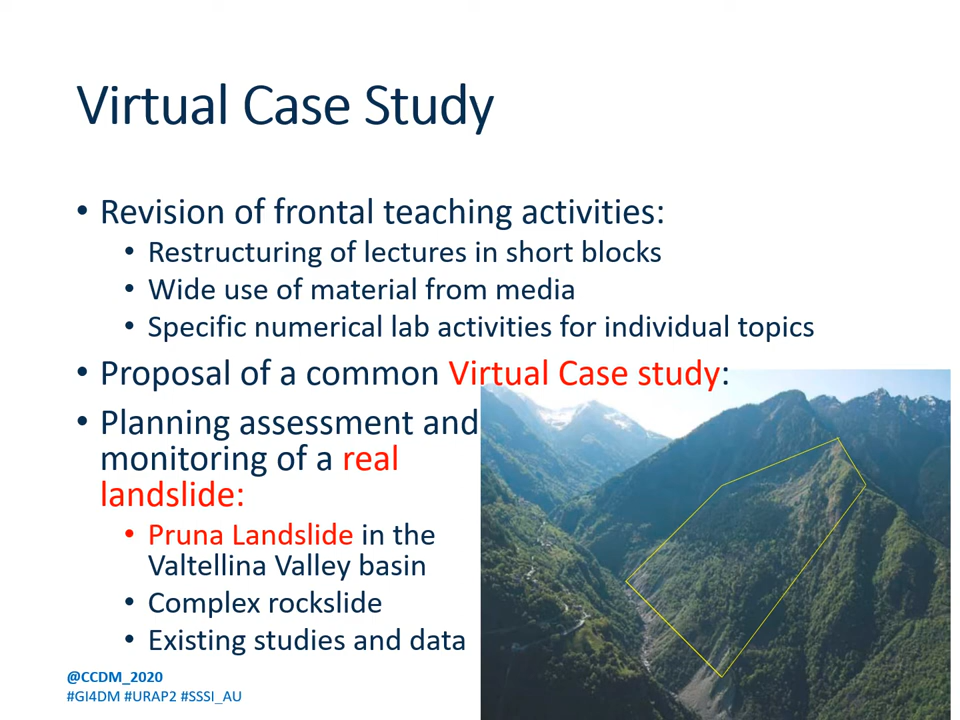 Virtual Case Study
• Revision of frontal teaching activities:
• Restructuring of lectures in short blocks
• Wide use of material from media
• Specific numerical lab activities for individual topics
• Proposal of a common Virtual Case study:
• Planning assessment and
monitoring of a real
landslide:
• Pruna Landslide in the
Valtellina Valley basin
• Complex rockslide
• Existing studies and data
@CCDM_2020
#GI4DM #URAP2 #SSSI_AU